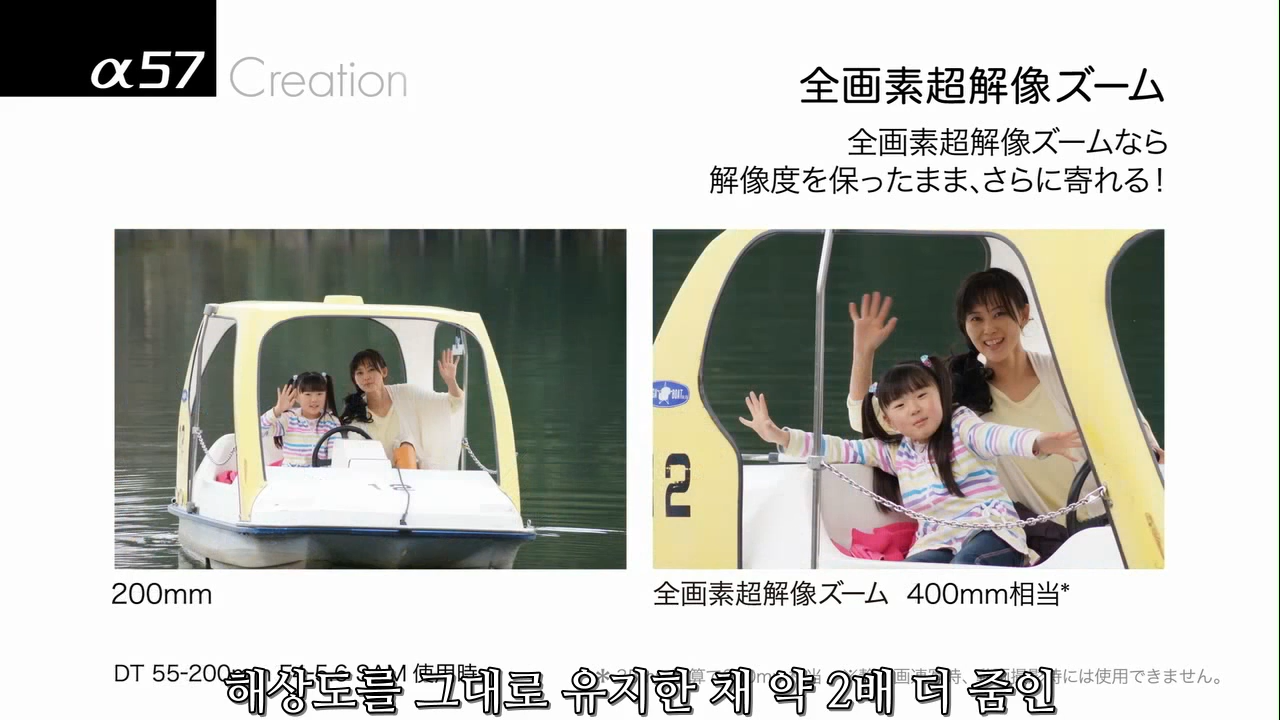 α57 Creation
全画素超解像ズーム
全画素超解像ズームなら
解像度を保ったまま、さらに寄れる!
12
12
BOAT
200mm
全画素超解像ズーム 400mm相当*
DT 55-200 使用時
には使用できません。
해상도를 그대로 유지한 채 약 2배 더 줌인